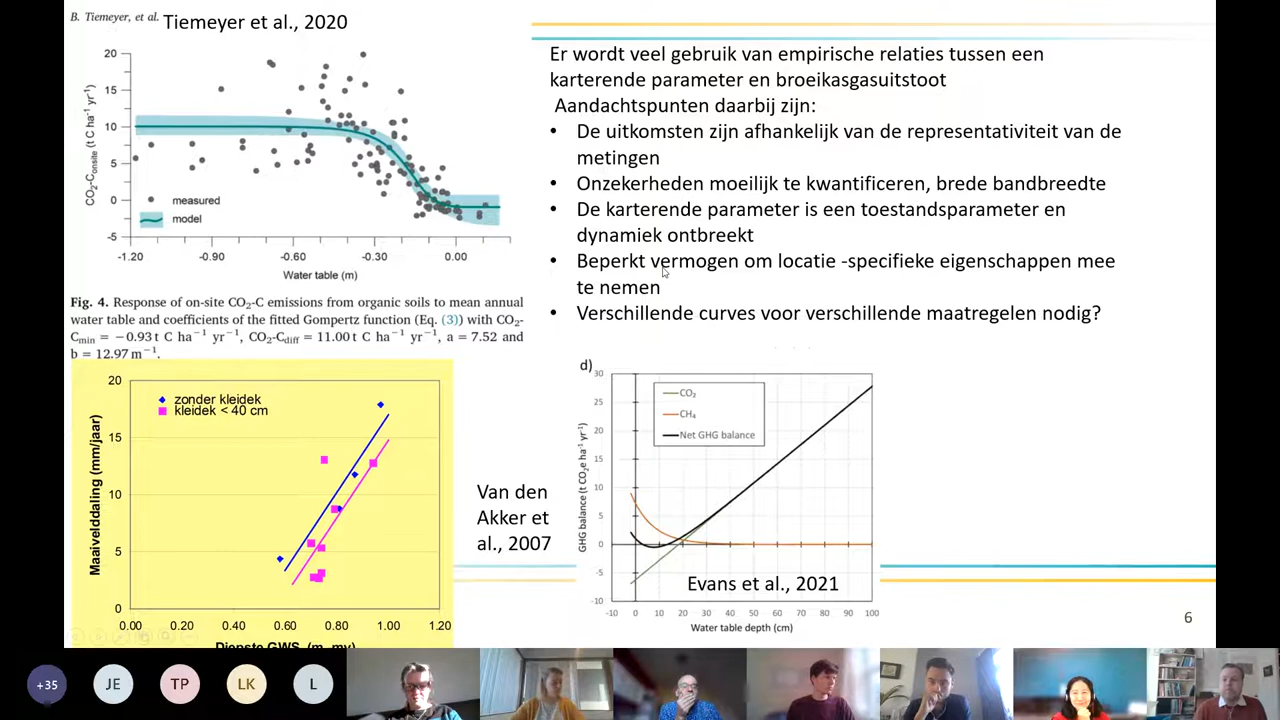 B. Tiemeyer, et al.
Tiemeyer et al., 2020
20
15
10
5
0
-5
CO₂-Consite (t C ha⁻¹ yr⁻¹)
measured
model
-1.20 -0.90 -0.60 -0.30 0.00
Water table (m)
Fig. 4. Response of on-site CO₂-C emissions from organic soils to mean annual
water table and coefficients of the fitted Gompertz function (Eq. (3)) with CO₂-
Cmin = −0.93 t C ha⁻¹ yr⁻¹, CO₂-Cdiff = 11.00 t C ha⁻¹ yr⁻¹, a = 7.52 and
b = 12.97 m⁻¹.
Er wordt veel gebruik van empirische relaties tussen een
karterende parameter en broeikasgasuitstoot
Aandachtspunten daarbij zijn:
• De uitkomsten zijn afhankelijk van de representativiteit van de
metingen
• Onzekerheden moeilijk te kwantificeren, brede bandbreedte
• De karterende parameter is een toestandsparameter en
dynamiek ontbreekt
• Beperkt vermogen om locatie -specifieke eigenschappen mee
te nemen
• Verschillende curves voor verschillende maatregelen nodig?
20
15
10
5
0
Maaivelddaling (mm/jaar)
zonder kleidek
kleidek < 40 cm
0.00 0.20 0.40 0.60 0.80 1.00 1.20
Diepste GWS (m -mv)
Van den
Akker et
al., 2007
d)
30
25
20
15
10
5
0
-5
-10
GHG balance (t CO₂e ha⁻¹ yr⁻¹)
CO₂
CH₄
Net GHG balance
Evans et al., 2021
-10 0 10 20 30 40 50 60 70 80 90 100
Water table depth (cm)
6
+35
JE
TP
LK
L